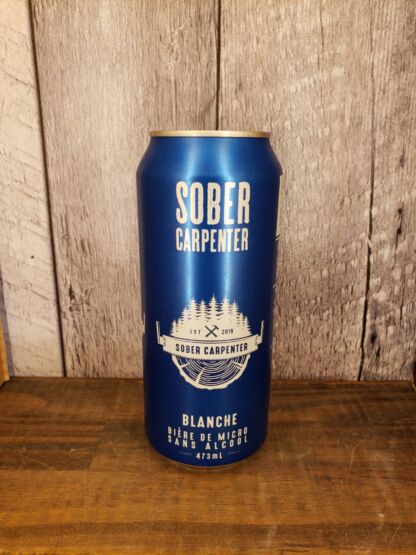 SOBER
CARPENTER
EST 2019
SOBER CARPENTER
BLANCHE
BIÈRE DE MICRO
SANS ALCOOL
473mL